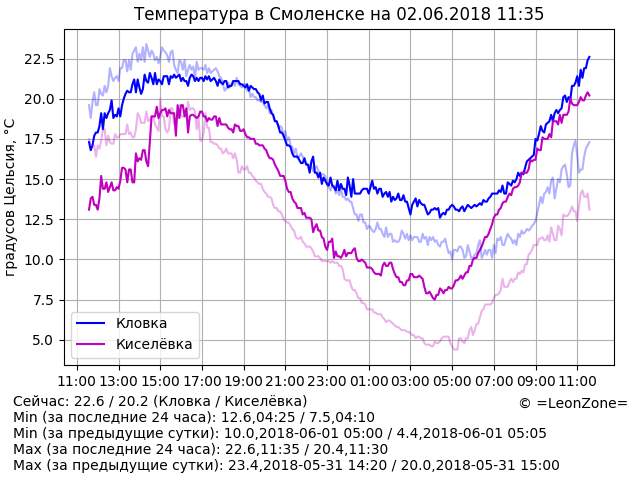 Температура в Смоленске на 02.06.2018 11:35
градусов Цельсия, °C
22.5
20.0
17.5
15.0
12.5
10.0
7.5
5.0
Кловка
Киселёвка
11:00 13:00 15:00 17:00 19:00 21:00 23:00 01:00 03:00 05:00 07:00 09:00 11:00
Сейчас: 22.6 / 20.2 (Кловка / Киселёвка)
© =LeonZone=
Min (за последние 24 часа): 12.6,04:25 / 7.5,04:10
Min (за предыдущие сутки): 10.0,2018-06-01 05:00 / 4.4,2018-06-01 05:05
Max (за последние 24 часа): 22.6,11:35 / 20.4,11:30
Max (за предыдущие сутки): 23.4,2018-05-31 14:20 / 20.0,2018-05-31 15:00